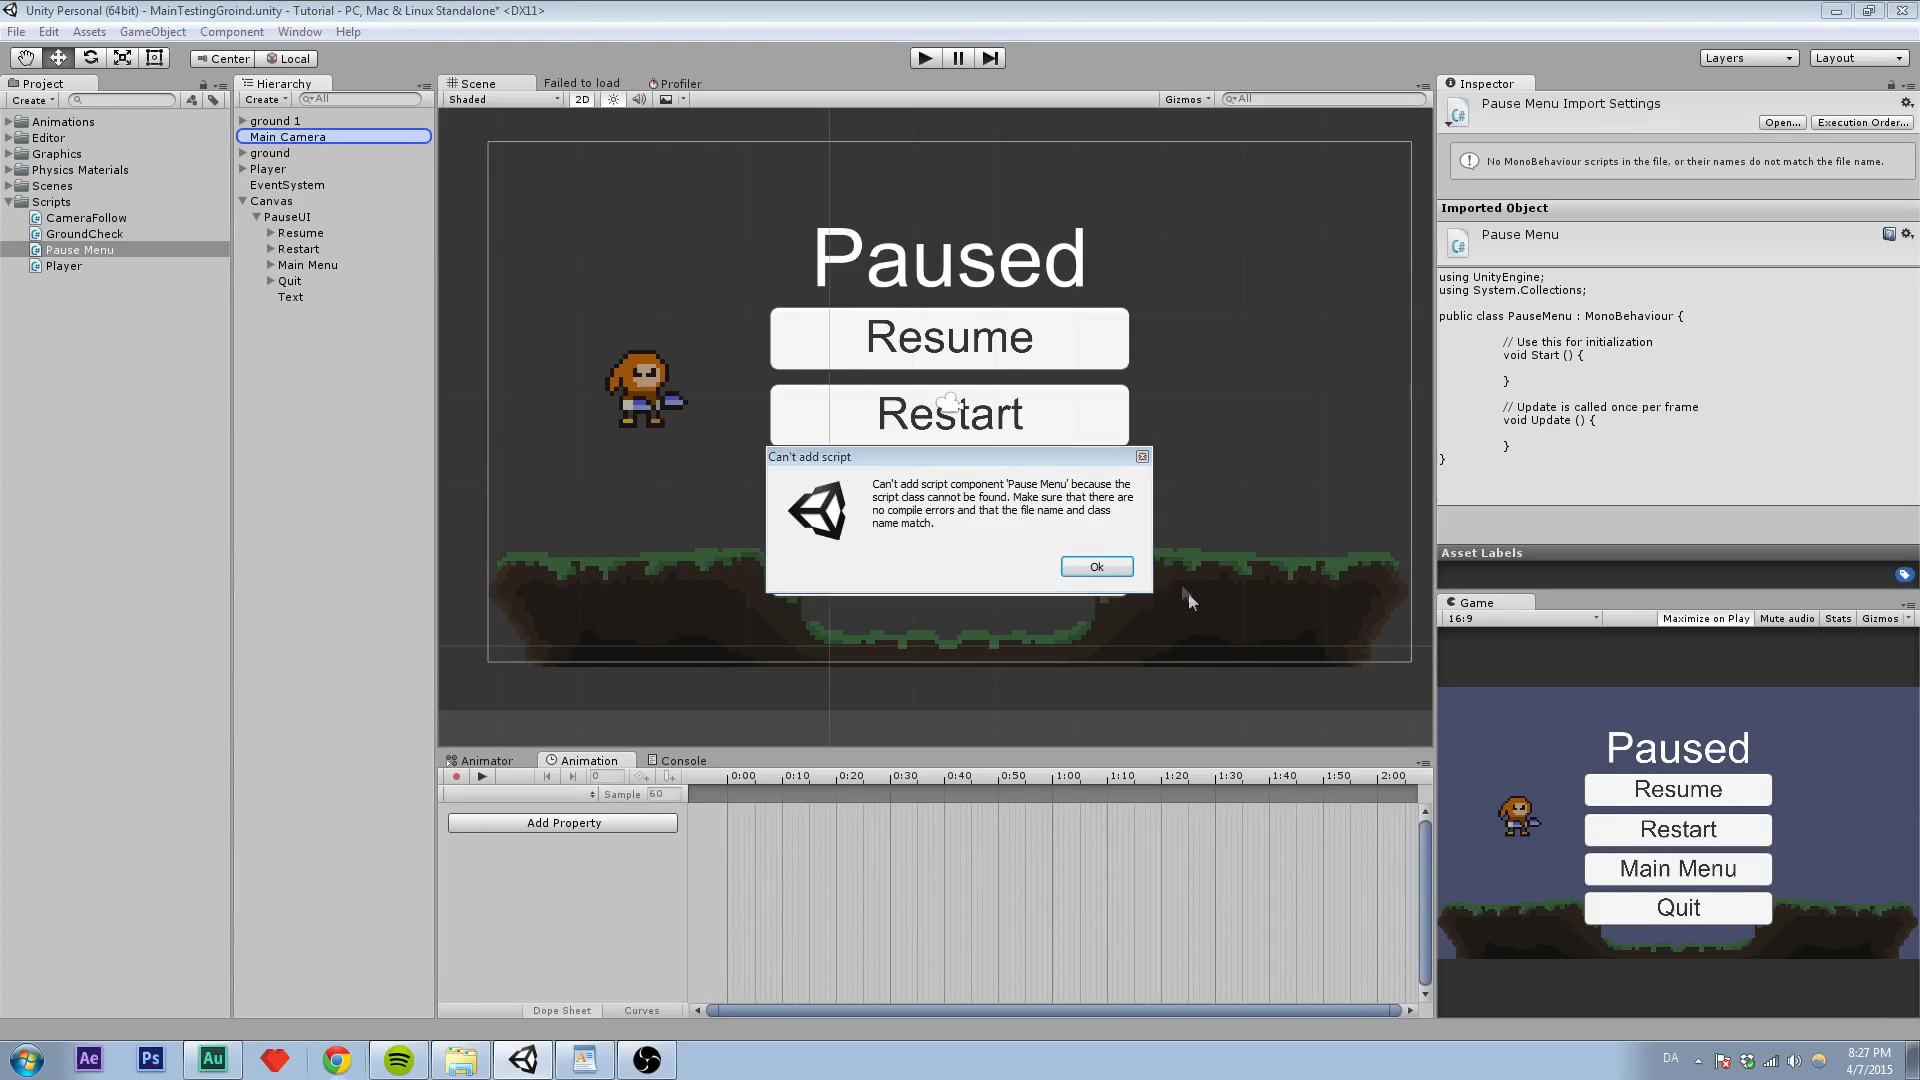 Unity Personal (64bit) - MainTestingGroind.unity - Tutorial - PC, Mac & Linux Standalone* <DX11>
File Edit Assets GameObject Component Window Help
Center Local
Layers Layout
Project
Create
Animations
Editor
Graphics
Physics Materials
Scenes
Scripts
CameraFollow
GroundCheck
Pause Menu
Player
Hierarchy
Create All
ground 1
Main Camera
ground
Player
EventSystem
Canvas
PauseUI
Resume
Restart
Main Menu
Quit
Text
Scene Failed to load Profiler
Shaded 2D Gizmos All
Paused
Resume
Restart
Can't add script
Can't add script component 'Pause Menu' because the
script class cannot be found. Make sure that there are
no compile errors and that the file name and class
name match.
Ok
Animator Animation Console
0 0:00 0:10 0:20 0:30 0:40 0:50 1:00 1:10 1:20 1:30 1:40 1:50 2:00
Sample 60
Add Property
Dope Sheet Curves
Inspector
Pause Menu Import Settings
Open... Execution Order...
No MonoBehaviour scripts in the file, or their names do not match the file name.
Imported Object
Pause Menu
using UnityEngine;
using System.Collections;
public class PauseMenu : MonoBehaviour {
// Use this for initialization
void Start () {
}
// Update is called once per frame
void Update () {
}
}
Asset Labels
Game
16:9 Maximize on Play Mute audio Stats Gizmos
Paused
Resume
Restart
Main Menu
Quit
Ae Ps Au
DA
8:27 PM
4/7/2015